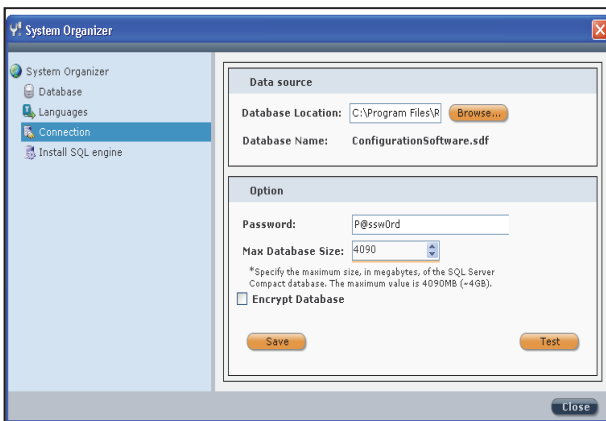 System Organizer
System Organizer
Database
Languages
Connection
Install SQL engine
Data source
Database Location: C:\Program Files\R Browse...
Database Name: ConfigurationSoftware.sdf
Option
Password: P@ssw0rd
Max Database Size: 4090
*Specify the maximum size, in megabytes, of the SQL Server
Compact database. The maximum value is 4090MB (~4GB).
Encrypt Database
Save Test
Close